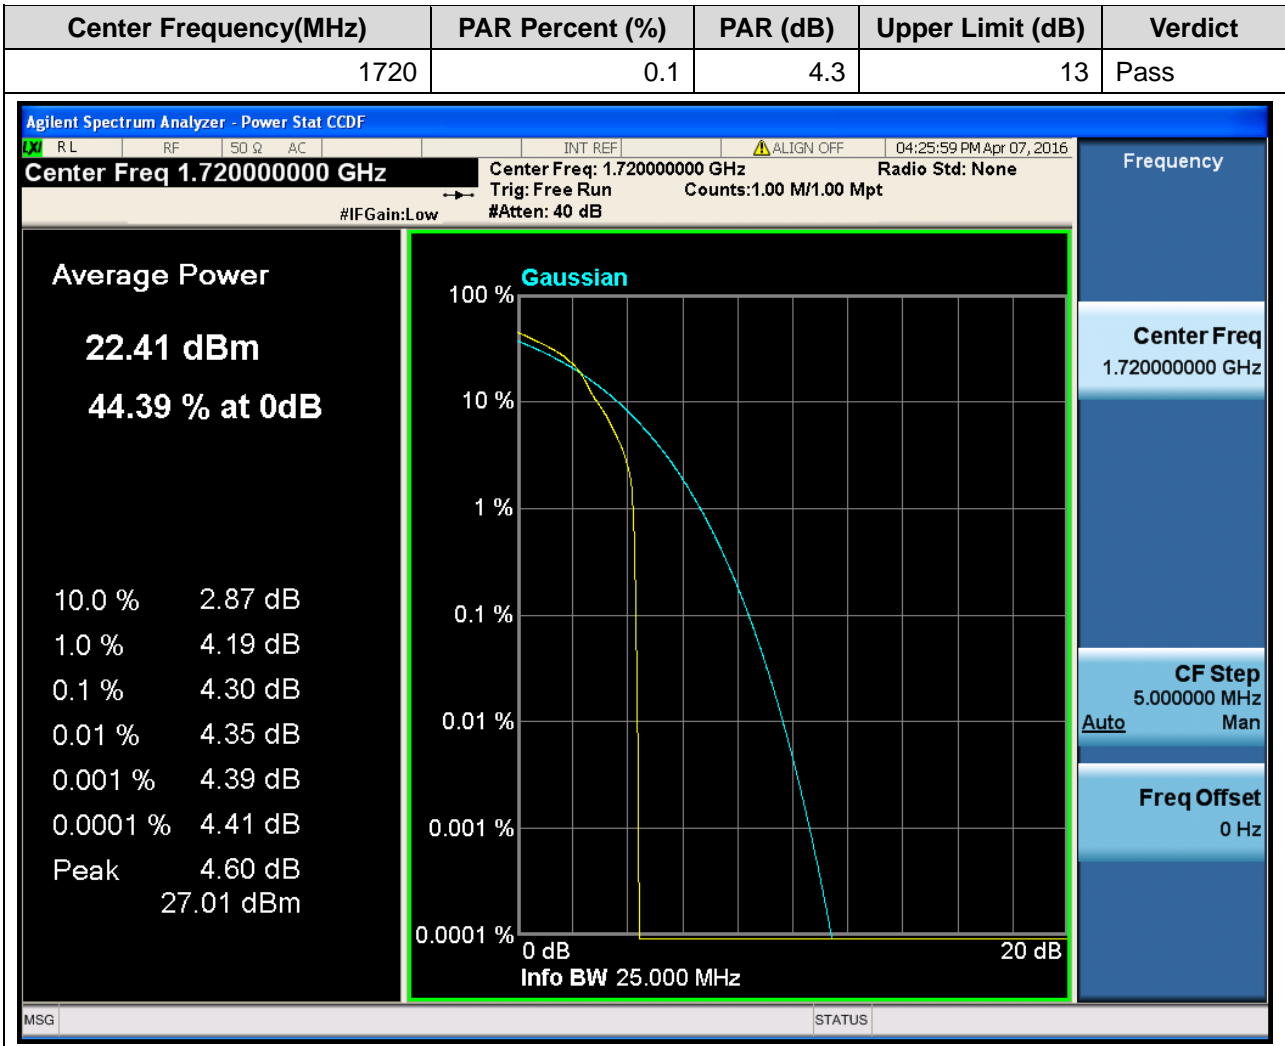 Center Frequency(MHz) PAR Percent (%) PAR (dB) Upper Limit (dB) Verdict
1720 0.1 4.3 13 Pass
Agilent Spectrum Analyzer - Power Stat CCDF
LXI RL RF 50 Ω AC INT REF ALIGN OFF 04:25:59 PM Apr 07, 2016
Center Freq 1.720000000 GHz
Center Freq: 1.720000000 GHz Radio Std: None
Trig: Free Run Counts:1.00 M/1.00 Mpt
#IFGain:Low #Atten: 40 dB
Frequency
Average Power
22.41 dBm
44.39 % at 0dB
10.0 % 2.87 dB
1.0 % 4.19 dB
0.1 % 4.30 dB
0.01 % 4.35 dB
0.001 % 4.39 dB
0.0001 % 4.41 dB
Peak 4.60 dB
27.01 dBm
Gaussian
100 %
10 %
1 %
0.1 %
0.01 %
0.001 %
0.0001 %
0 dB 20 dB
Info BW 25.000 MHz
Center Freq
1.720000000 GHz
CF Step
5.000000 MHz
Auto Man
Freq Offset
0 Hz
MSG STATUS